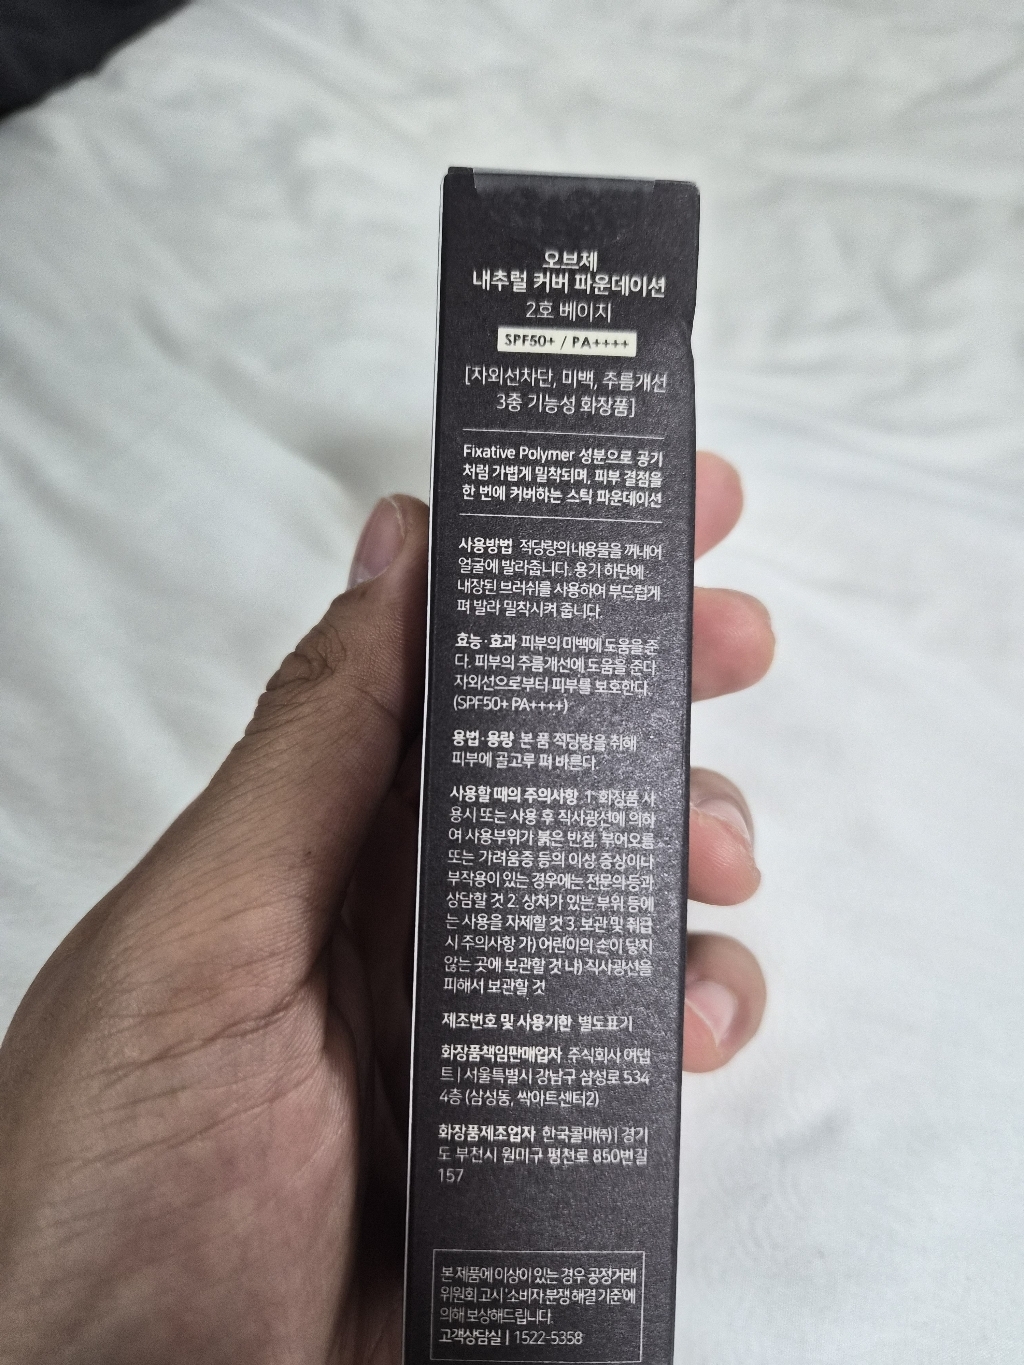 오브제
내추럴 커버 파운데이션
2호 베이지
SPF50+ / PA++++
[자외선차단, 미백, 주름개선
3중 기능성 화장품]
Fixative Polymer 성분으로 공기
처럼 가볍게 밀착되며, 피부 결점을
한 번에 커버하는 스틱 파운데이션
사용방법 적당량의 내용물을 꺼내어
얼굴에 발라줍니다. 용기 하단에
내장된 브러쉬를 사용하여 부드럽게
펴 발라 밀착시켜 줍니다.
효능·효과 피부의 미백에 도움을 준
다. 피부의 주름개선에 도움을 준다.
자외선으로부터 피부를 보호한다.
(SPF50+ PA++++)
용법·용량 본 품 적당량을 취해
피부에 골고루 펴 바른다.
사용할 때의 주의사항 1. 화장품 사
용시 또는 사용 후 직사광선에 의하
여 사용부위가 붉은 반점, 부어오름
또는 가려움증 등의 이상 증상이나
부작용이 있는 경우에는 전문의 등과
상담할 것 2. 상처가 있는 부위 등에
는 사용을 자제할 것 3. 보관 및 취급
시 주의사항 가) 어린이의 손이 닿지
않는 곳에 보관할 것 나) 직사광선을
피해서 보관할 것
제조번호 및 사용기한 별도표기
화장품책임판매업자 주식회사 어댑
트 | 서울특별시 강남구 삼성로 534
4층 (삼성동, 싹아트센터2)
화장품제조업자 한국콜마㈜ | 경기
도 부천시 원미구 평천로 850번길
157
본 제품에 이상이 있는 경우 공정거래
위원회 고시 '소비자 분쟁 해결 기준'에
의해 보상해드립니다.
고객상담실 | 1522-5358